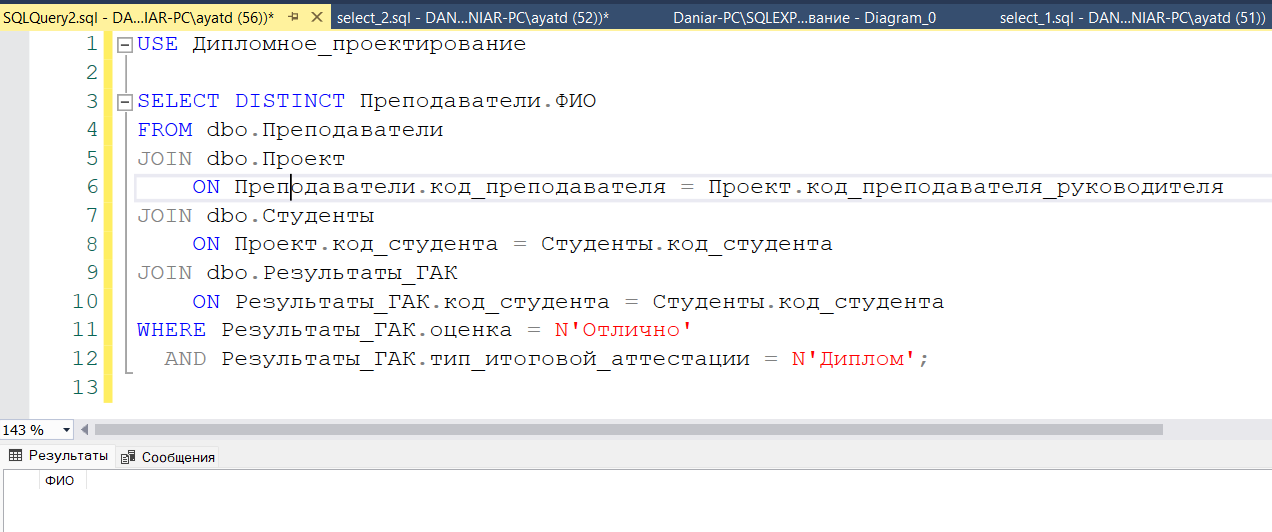 SQLQuery2.sql - DA...IAR-PC\ayatd (56))* select_2.sql - DAN...NIAR-PC\ayatd (52))* Daniar-PC\SQLEXP...вание - Diagram_0 select_1.sql - DAN...NIAR-PC\ayatd (51))
1 USE Дипломное_проектирование
2
3 SELECT DISTINCT Преподаватели.ФИО
4 FROM dbo.Преподаватели
5 JOIN dbo.Проект
6 ON Преподаватели.код_преподавателя = Проект.код_преподавателя_руководителя
7 JOIN dbo.Студенты
8 ON Проект.код_студента = Студенты.код_студента
9 JOIN dbo.Результаты_ГАК
10 ON Результаты_ГАК.код_студента = Студенты.код_студента
11 WHERE Результаты_ГАК.оценка = N'Отлично'
12 AND Результаты_ГАК.тип_итоговой_аттестации = N'Диплом';
13
143 %
Результаты Сообщения
ФИО